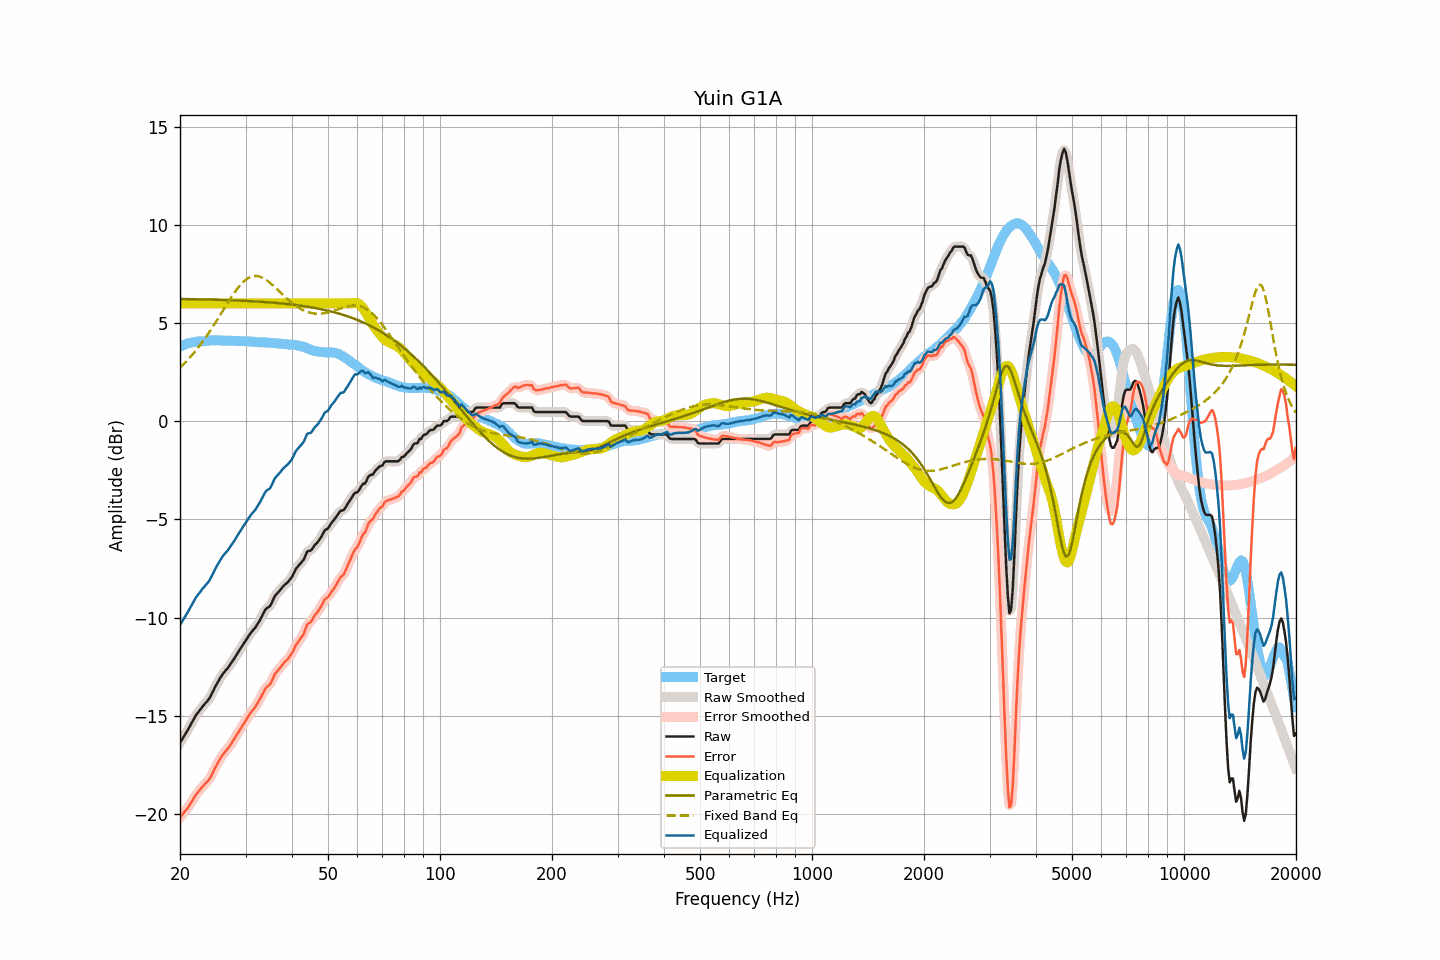 Yuin G1A
Amplitude (dBr)
15
10
5
0
−5
−10
−15
−20
Target
Raw Smoothed
Error Smoothed
Raw
Error
Equalization
Parametric Eq
Fixed Band Eq
Equalized
20 50 100 200 500 1000 2000 5000 10000 20000
Frequency (Hz)